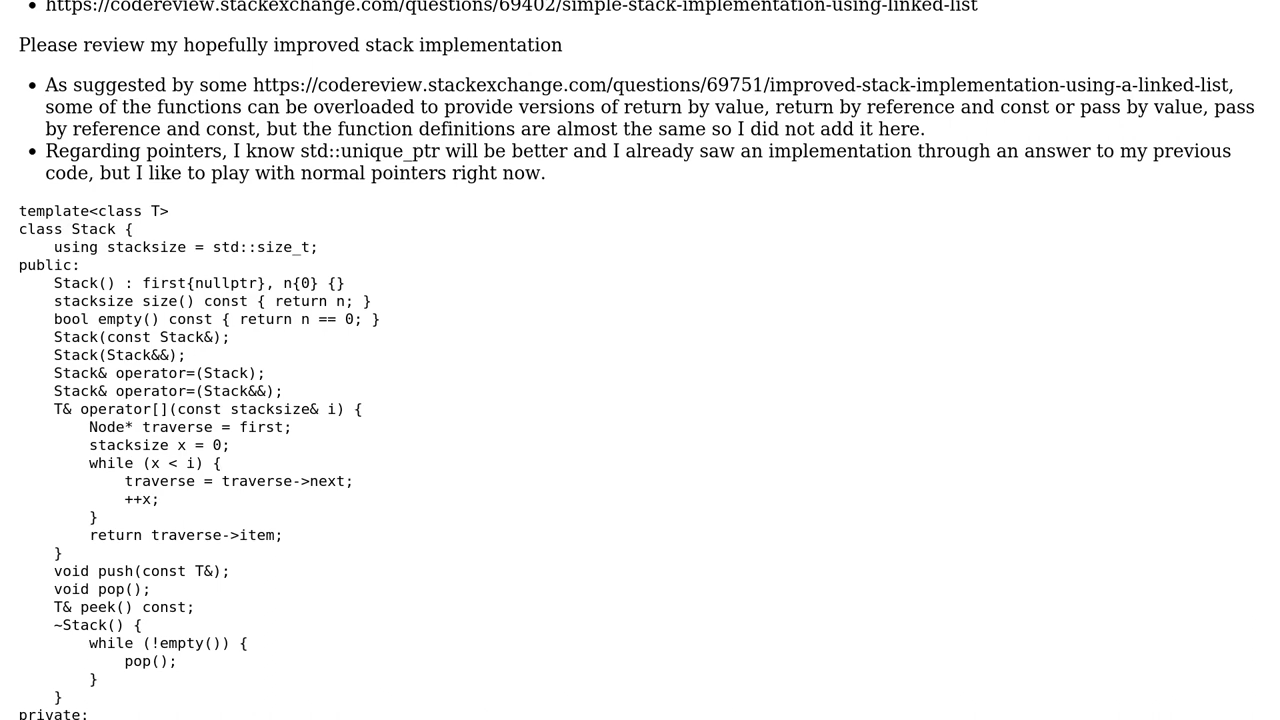 https://codereview.stackexchange.com/questions/69402/simple-stack-implementation-using-linked-list
Please review my hopefully improved stack implementation
As suggested by some https://codereview.stackexchange.com/questions/69751/improved-stack-implementation-using-a-linked-list,
some of the functions can be overloaded to provide versions of return by value, return by reference and const or pass by value, pass
by reference and const, but the function definitions are almost the same so I did not add it here.
Regarding pointers, I know std::unique_ptr will be better and I already saw an implementation through an answer to my previous
code, but I like to play with normal pointers right now.
template<class T>
class Stack {
    using stacksize = std::size_t;
public:
    Stack() : first{nullptr}, n{0} {}
    stacksize size() const { return n; }
    bool empty() const { return n == 0; }
    Stack(const Stack&);
    Stack(Stack&&);
    Stack& operator=(Stack);
    Stack& operator=(Stack&&);
    T& operator[](const stacksize& i) {
        Node* traverse = first;
        stacksize x = 0;
        while (x < i) {
            traverse = traverse->next;
            ++x;
        }
        return traverse->item;
    }
    void push(const T&);
    void pop();
    T& peek() const;
    ~Stack() {
        while (!empty()) {
            pop();
        }
    }
private: